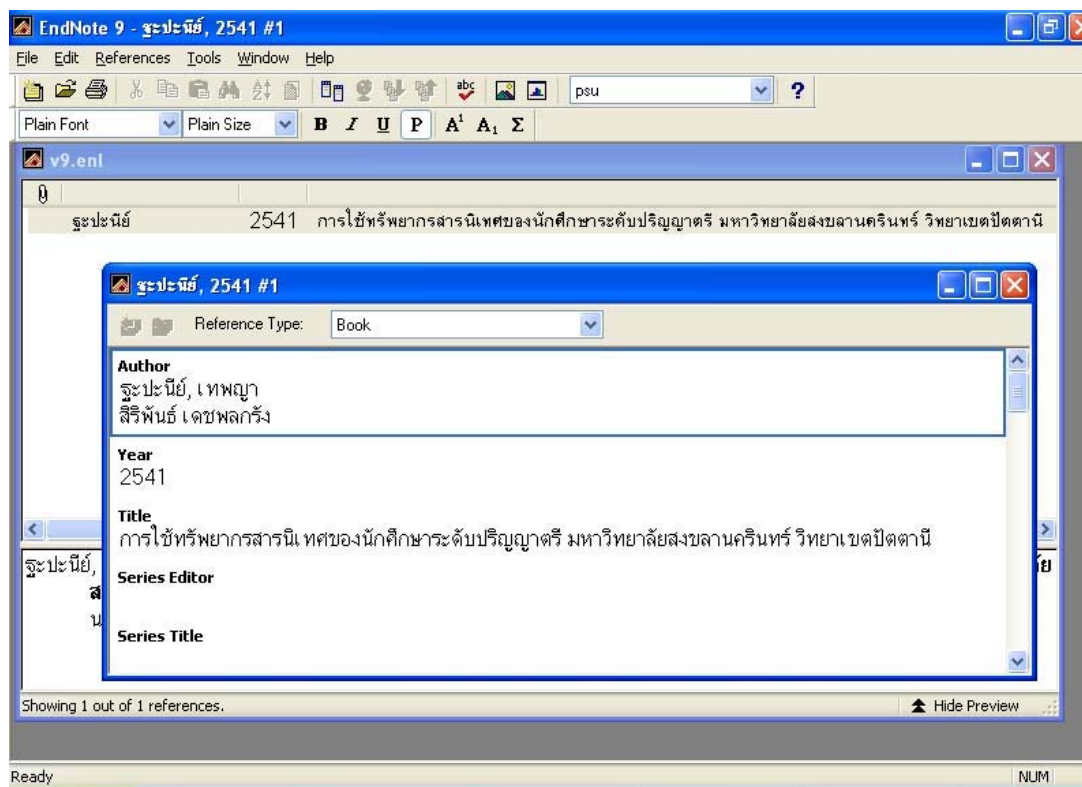 EndNote 9 - ฐะปะนีย์, 2541 #1
File Edit References Tools Window Help
abc psu ?
Plain Font Plain Size B I U P A¹ A₁ Σ
v9.enl
ฐะปะนีย์ 2541 การใช้ทรัพยากรสารนิเทศของนักศึกษาระดับปริญญาตรี มหาวิทยาลัยสงขลานครินทร์ วิทยาเขตปัตตานี
ฐะปะนีย์, 2541 #1
Reference Type: Book
Author
ฐะปะนีย์, เทพญา
สิริพันธ์ เดชพลกรัง
Year
2541
Title
การใช้ทรัพยากรสารนิเทศของนักศึกษาระดับปริญญาตรี มหาวิทยาลัยสงขลานครินทร์ วิทยาเขตปัตตานี
Series Editor
Series Title
ฐะปะนีย์,
ส
น
Showing 1 out of 1 references. Hide Preview
Ready NUM